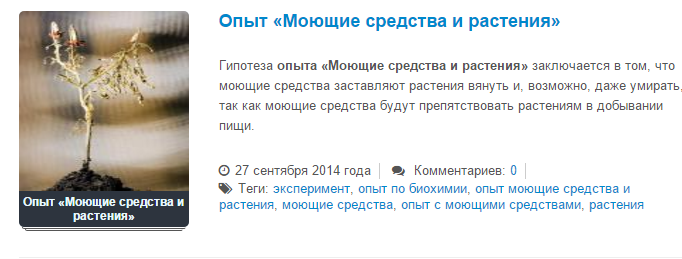 Опыт «Моющие средства и растения»
Гипотеза опыта «Моющие средства и растения» заключается в том, что
моющие средства заставляют растения вянуть и, возможно, даже умирать,
так как моющие средства будут препятствовать растениям в добывании
пищи.
27 сентября 2014 года Комментариев: 0
Теги: эксперимент, опыт по биохимии, опыт моющие средства и
растения, моющие средства, опыт с моющими средствами, растения
Опыт «Моющие средства и
растения»